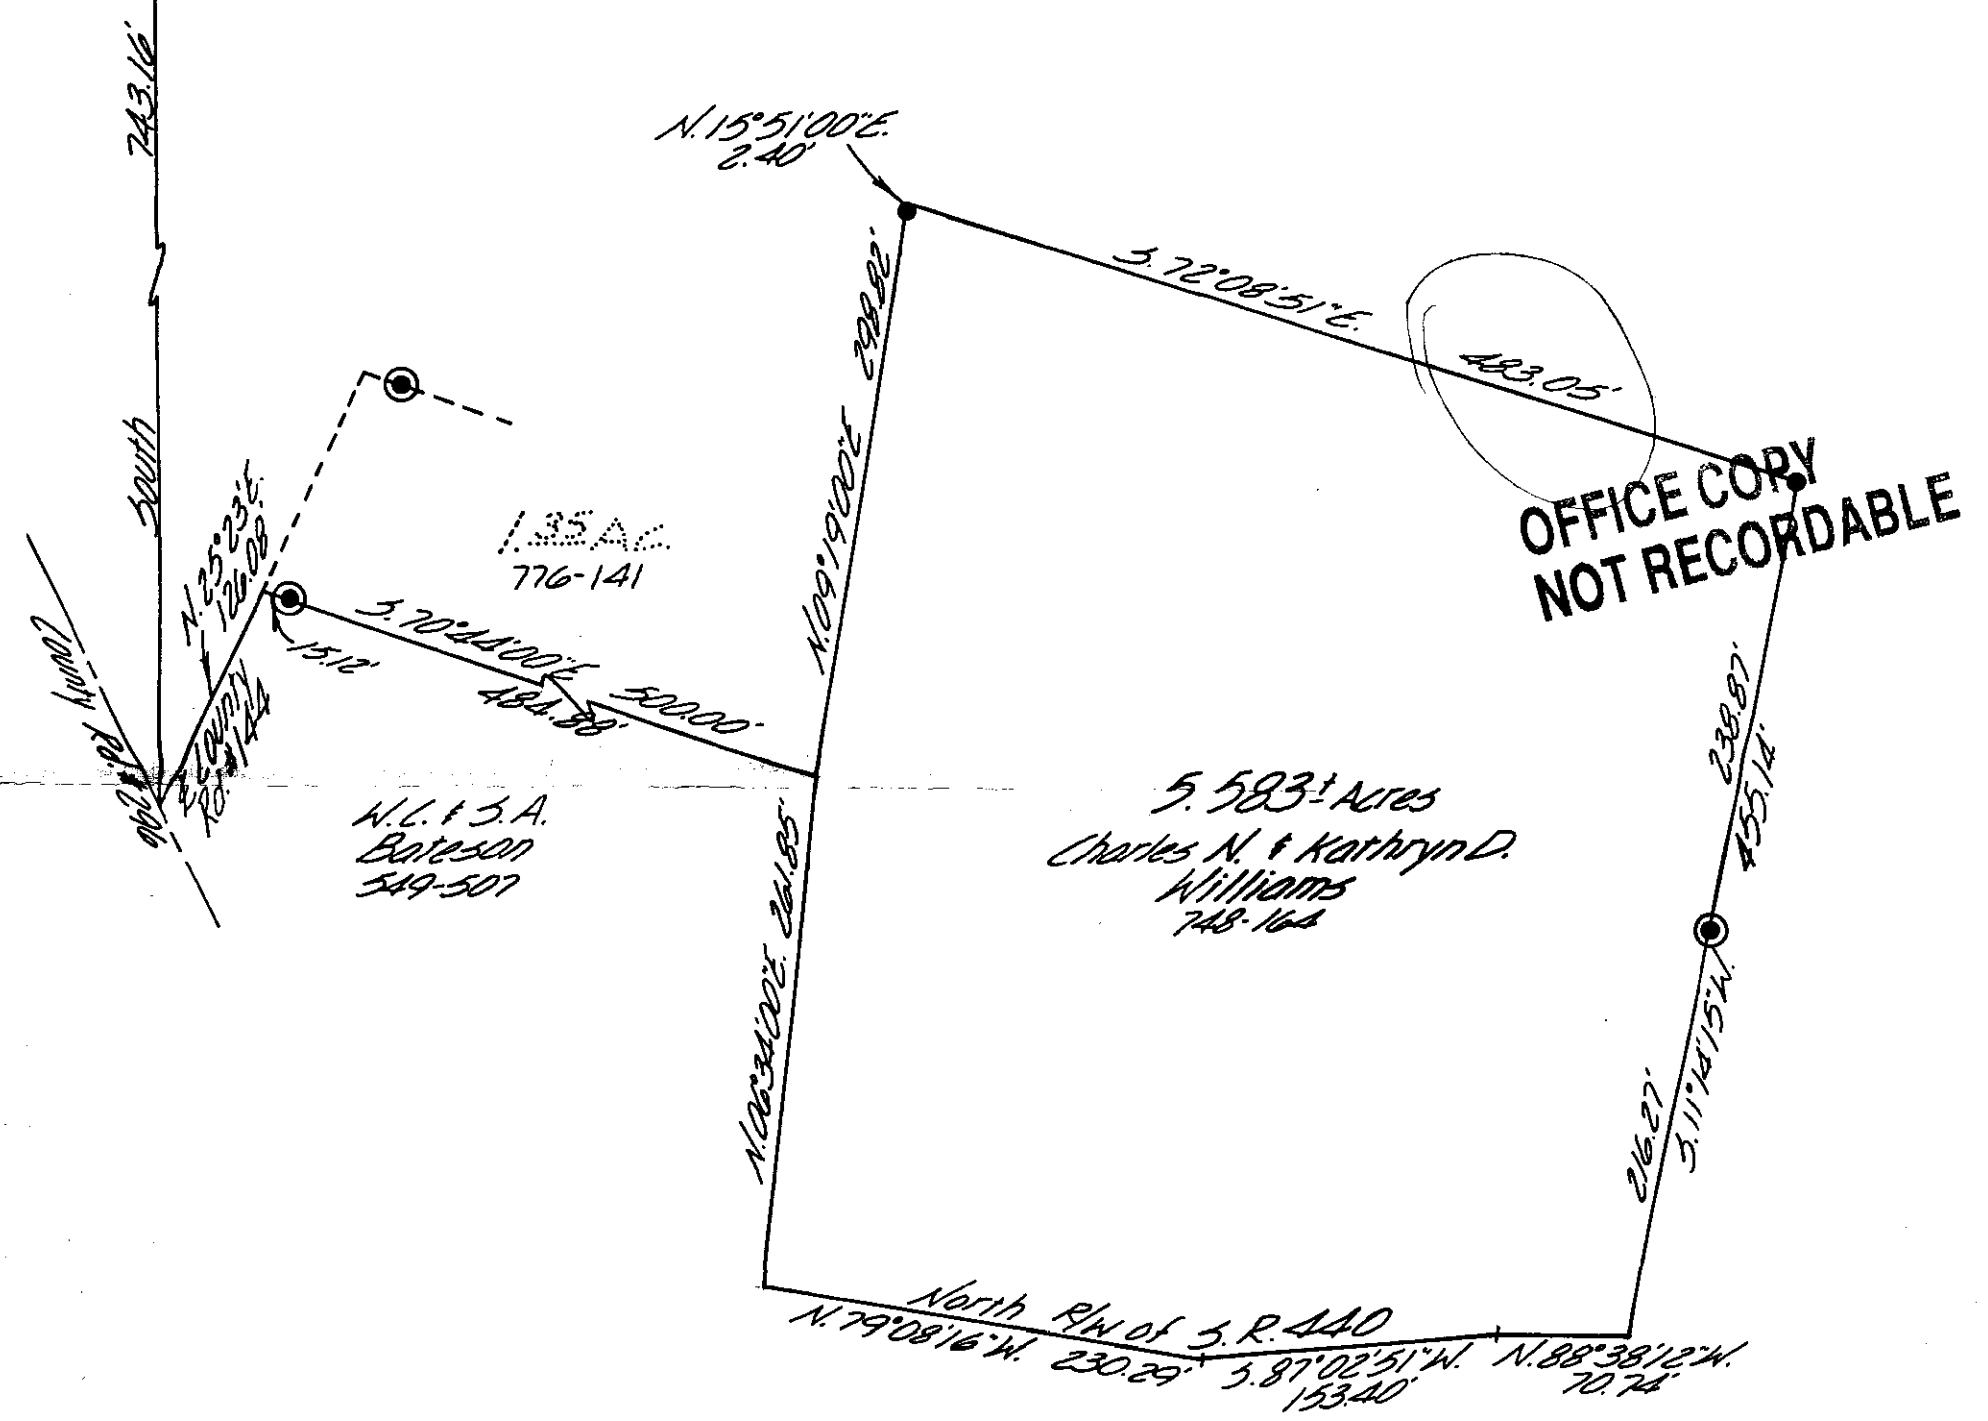 743.16'
South
N. 15°51'00"E.
2.40'
N.09°19'00"E 298.82'
S.72°08'51"E. 483.05'
OFFICE COPY
NOT RECORDABLE
1.35 Ac.
776-141
N. 25°23'E.
126.08'
County Rd. #296
℄ County
Rd. #144
15.12'
S.70°44'00"E 500.00'
484.88'
W.C. & S.A.
Bateson
549-507
N.06°34'00"E. 261.85'
5.583± Acres
Charles N. & Kathryn D.
Williams
748-164
238.87'
455.14'
216.27'
S.11°14'15"W.
North R/W of S.R. 440
N.79°08'16"W. 230.29'
S.87°02'51"W.
153.40'
N.88°38'12"W.
70.74'